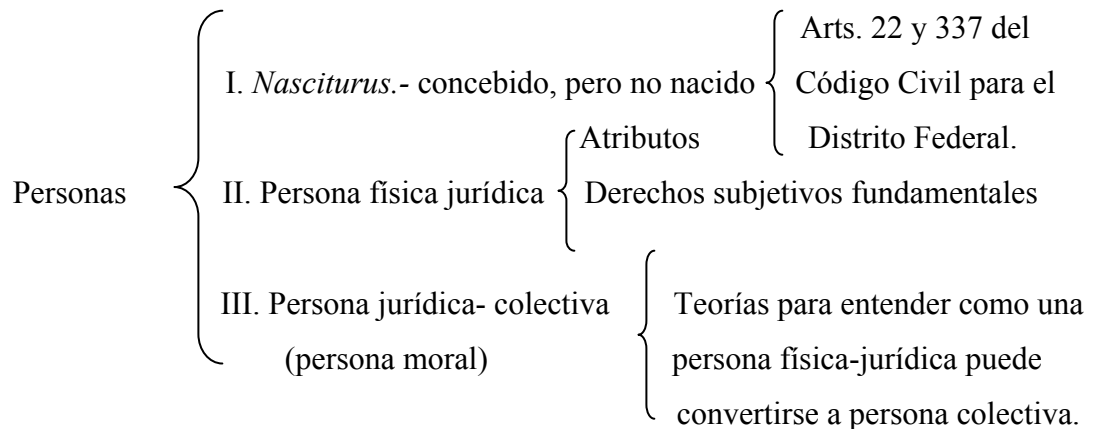 Arts. 22 y 337 del
I. Nasciturus.- concebido, pero no nacido Código Civil para el
Distrito Federal.
Atributos
Personas II. Persona física jurídica Derechos subjetivos fundamentales
III. Persona jurídica- colectiva Teorías para entender como una
(persona moral) persona física-jurídica puede
convertirse a persona colectiva.